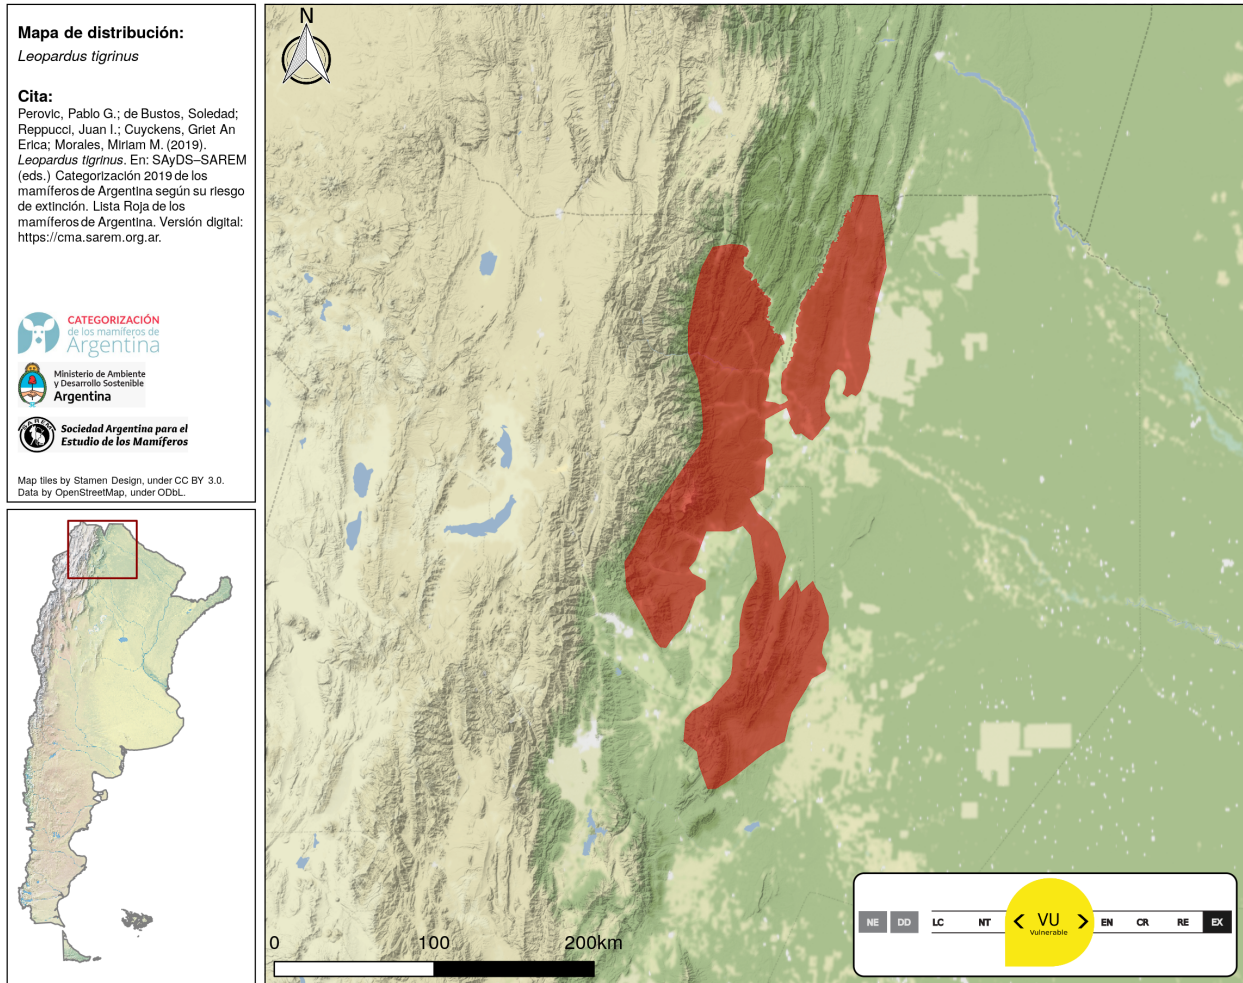 Mapa de distribución:
Leopardus tigrinus
Cita:
Perovic, Pablo G.; de Bustos, Soledad;
Reppucci, Juan I.; Cuyckens, Griet An
Erica; Morales, Miriam M. (2019).
Leopardus tigrinus. En: SAyDS–SAREM
(eds.) Categorización 2019 de los
mamíferos de Argentina según su riesgo
de extinción. Lista Roja de los
mamíferos de Argentina. Versión digital:
https://cma.sarem.org.ar.
CATEGORIZACIÓN
de los mamíferos de
Argentina
Ministerio de Ambiente
y Desarrollo Sostenible
Argentina
SAREM
Sociedad Argentina para el
Estudio de los Mamíferos
Map tiles by Stamen Design, under CC BY 3.0.
Data by OpenStreetMap, under ODbL.
N
0 100 200km
NE DD LC NT < VU > EN CR RE EX
Vulnerable